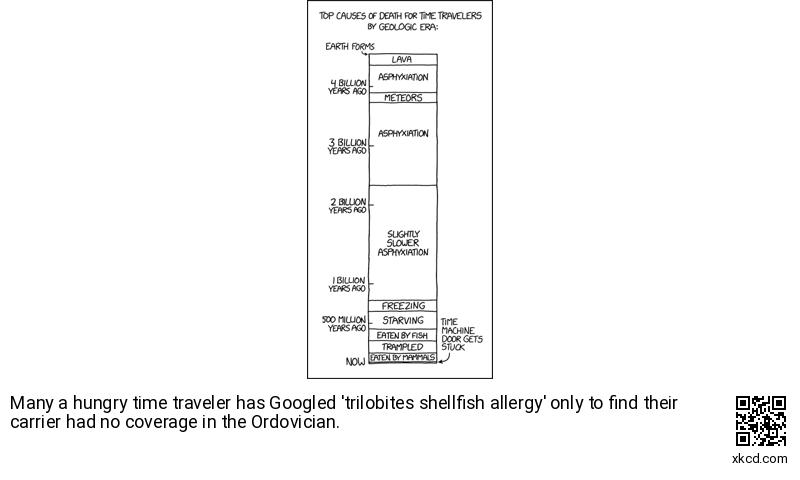 TOP CAUSES OF DEATH FOR TIME TRAVELERS
BY GEOLOGIC ERA:
EARTH FORMS
LAVA
4 BILLION
YEARS AGO
ASPHYXIATION
METEORS
ASPHYXIATION
3 BILLION
YEARS AGO
2 BILLION
YEARS AGO
SLIGHTLY
SLOWER
ASPHYXIATION
1 BILLION
YEARS AGO
FREEZING
500 MILLION
YEARS AGO
STARVING
EATEN BY FISH
TRAMPLED
EATEN BY MAMMALS
TIME
MACHINE
DOOR GETS
STUCK
NOW
Many a hungry time traveler has Googled 'trilobites shellfish allergy' only to find their
carrier had no coverage in the Ordovician.
xkcd.com